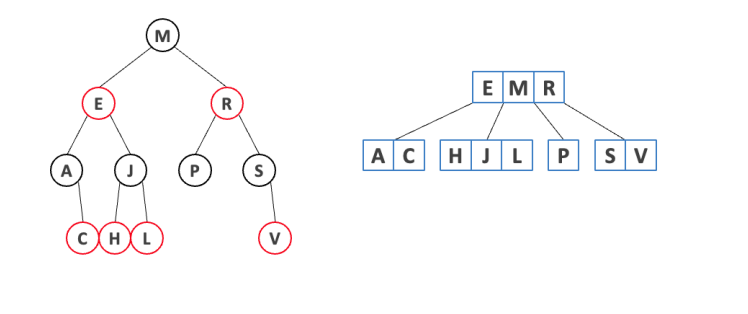 M
E R
A J P S
C H L V
E M R
A C H J L P S V